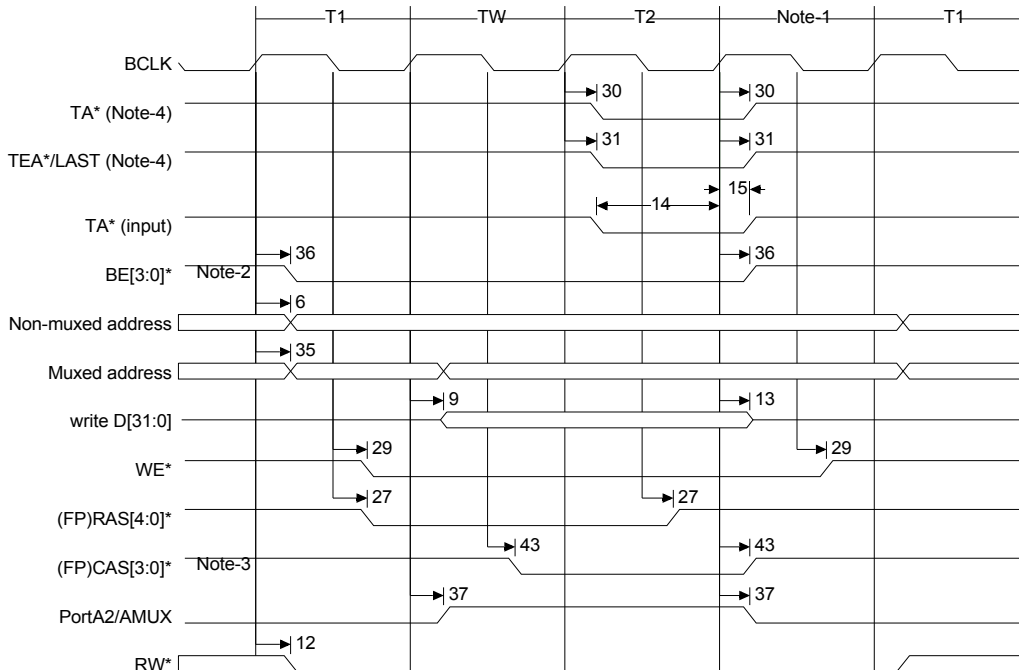 T1 TW T2 Note-1 T1
BCLK
30 30
TA* (Note-4)
31 31
TEA*/LAST (Note-4)
15
14
TA* (input)
36 36
BE[3:0]* Note-2
6
Non-muxed address
35
Muxed address
9 13
write D[31:0]
29 29
WE*
27 27
(FP)RAS[4:0]*
43 43
(FP)CAS[3:0]* Note-3
37 37
PortA2/AMUX
12
RW*